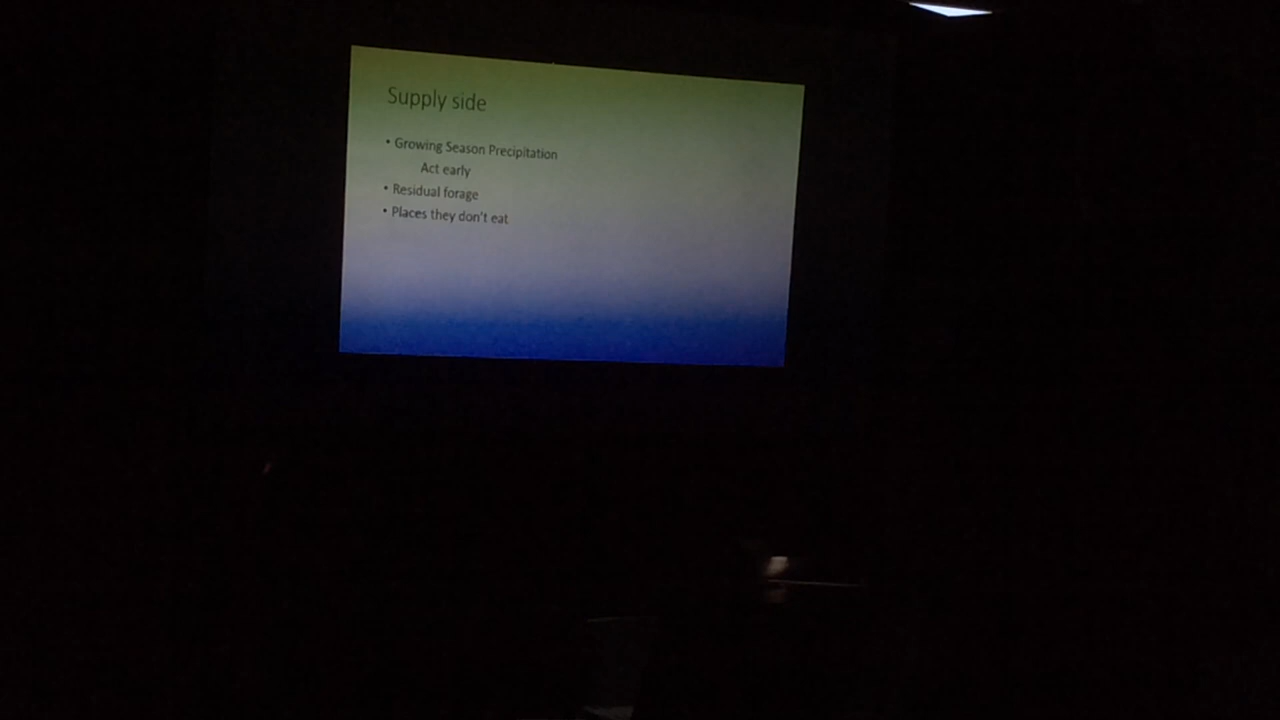 Supply side
• Growing Season Precipitation
Act early
• Residual forage
• Places they don't eat